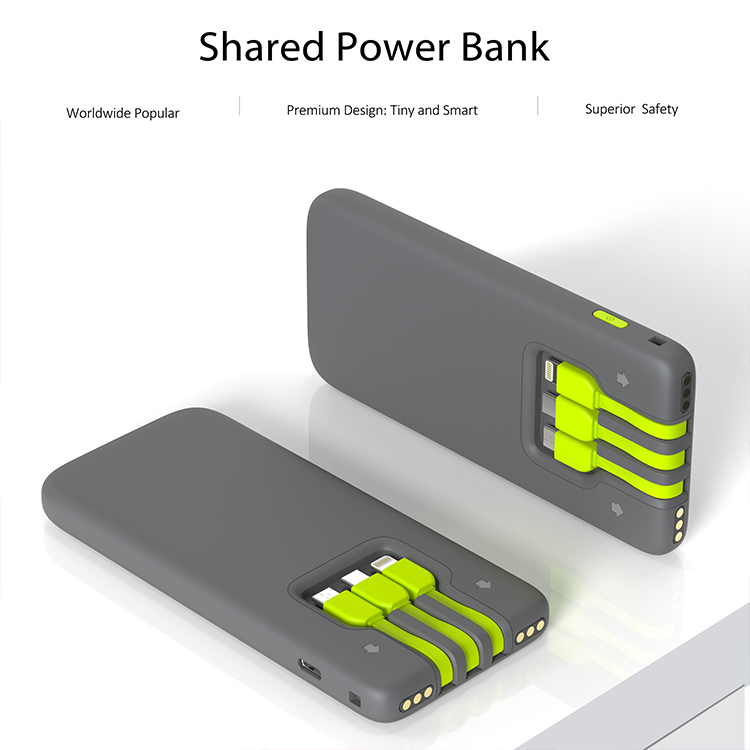 Shared Power Bank
Worldwide Popular
Premium Design: Tiny and Smart
Superior Safety